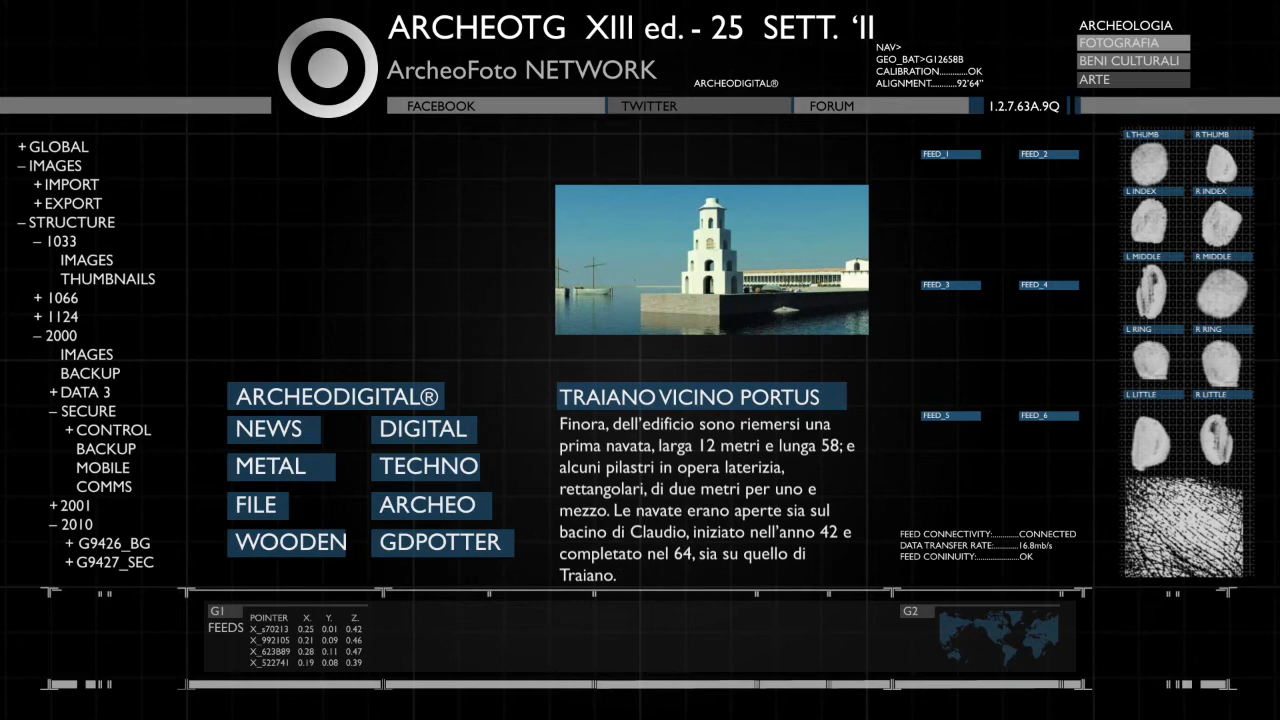 ARCHEOTG XIII ed. - 25 SETT. ‘II
ArcheoFoto NETWORK
ARCHEODIGITAL®
NAV>
GEO_BAT>G12658B
CALIBRATION.............OK
ALIGNMENT............92'64"
ARCHEOLOGIA
FOTOGRAFIA
BENI CULTURALI
ARTE
FACEBOOK
TWITTER
FORUM
1.2.7.63A.9Q
+ GLOBAL
– IMAGES
+ IMPORT
+ EXPORT
– STRUCTURE
– 1033
IMAGES
THUMBNAILS
+ 1066
+ 1124
– 2000
IMAGES
BACKUP
+ DATA 3
– SECURE
+ CONTROL
BACKUP
MOBILE
COMMS
+ 2001
– 2010
+ G9426_BG
+ G9427_SEC
ARCHEODIGITAL®
NEWS
DIGITAL
METAL
TECHNO
FILE
ARCHEO
WOODEN
GDPOTTER
TRAIANO VICINO PORTUS
Finora, dell’edificio sono riemersi una
prima navata, larga 12 metri e lunga 58; e
alcuni pilastri in opera laterizia,
rettangolari, di due metri per uno e
mezzo. Le navate erano aperte sia sul
bacino di Claudio, iniziato nell’anno 42 e
completato nel 64, sia su quello di
Traiano.
FEED_1
FEED_2
FEED_3
FEED_4
FEED_5
FEED_6
FEED CONNECTIVITY:............CONNECTED
DATA TRANSFER RATE:...........16.8mb/s
FEED CONINUITY:.........................OK
L THUMB
R THUMB
L INDEX
R INDEX
L MIDDLE
R MIDDLE
L RING
R RING
L LITTLE
R LITTLE
G1
FEEDS
POINTER X. Y. Z.
X_s70213 0.25 0.01 0.42
X_992105 0.21 0.09 0.46
X_623B89 0.28 0.11 0.47
X_522741 0.19 0.08 0.39
G2